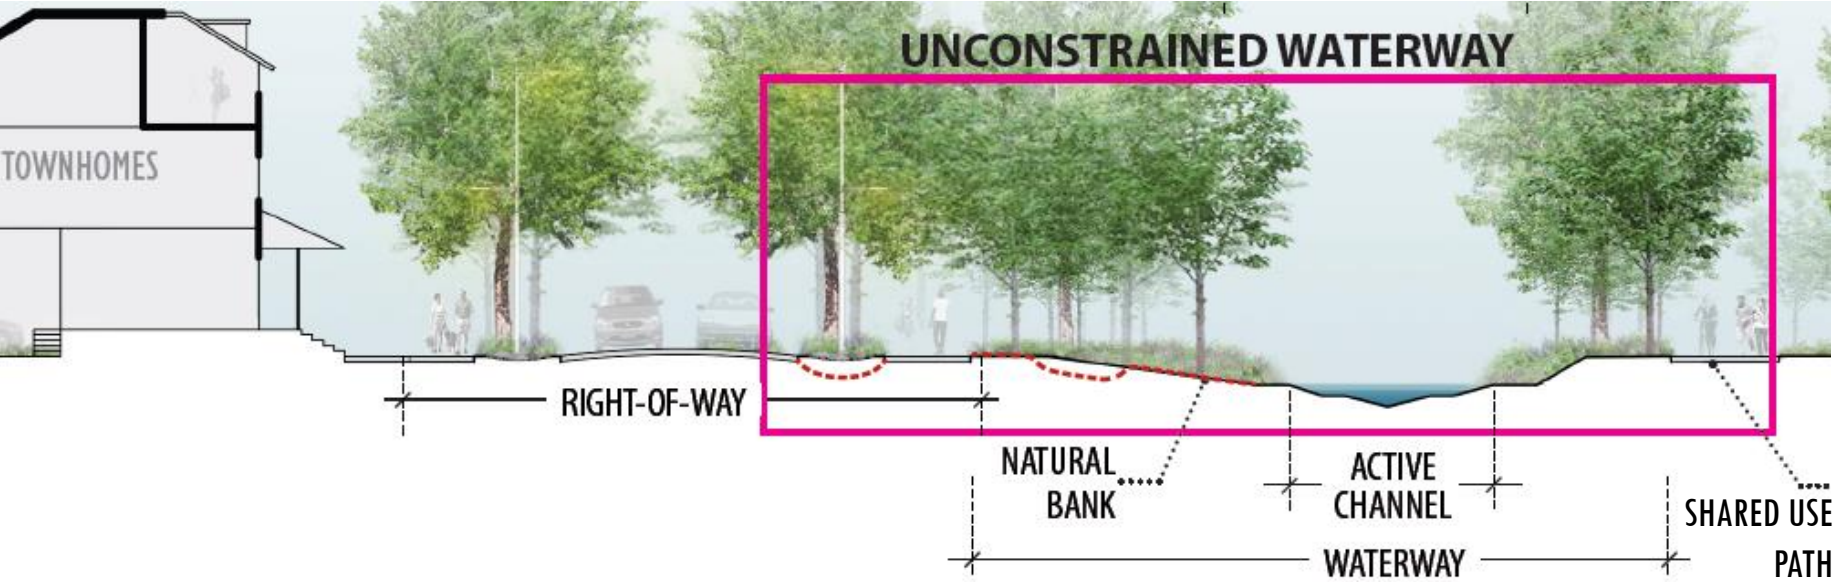 UNCONSTRAINED WATERWAY
TOWNHOMES
RIGHT-OF-WAY
NATURAL
BANK
ACTIVE
CHANNEL
SHARED USE
PATH
WATERWAY